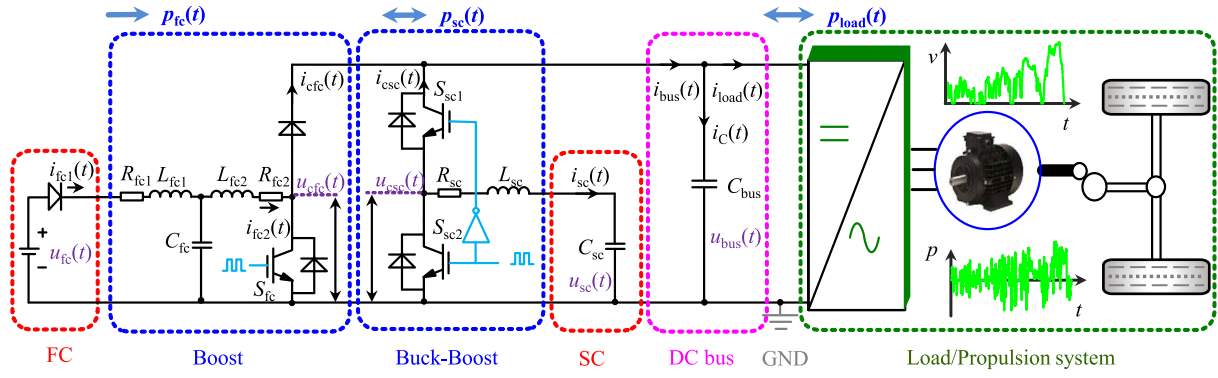 p_fc(t)
p_sc(t)
p_load(t)
i_cfc(t)
i_csc(t)
S_sc1
i_bus(t)
i_load(t)
i_C(t)
v
t
i_fc1(t)
R_fc1
L_fc1
L_fc2
R_fc2
u_cfc(t)
u_csc(t)
R_sc
L_sc
i_sc(t)
C_bus
+
u_fc(t)
−
C_fc
i_fc2(t)
S_fc
S_sc2
C_sc
u_sc(t)
u_bus(t)
p
t
FC
Boost
Buck-Boost
SC
DC bus
GND
Load/Propulsion system